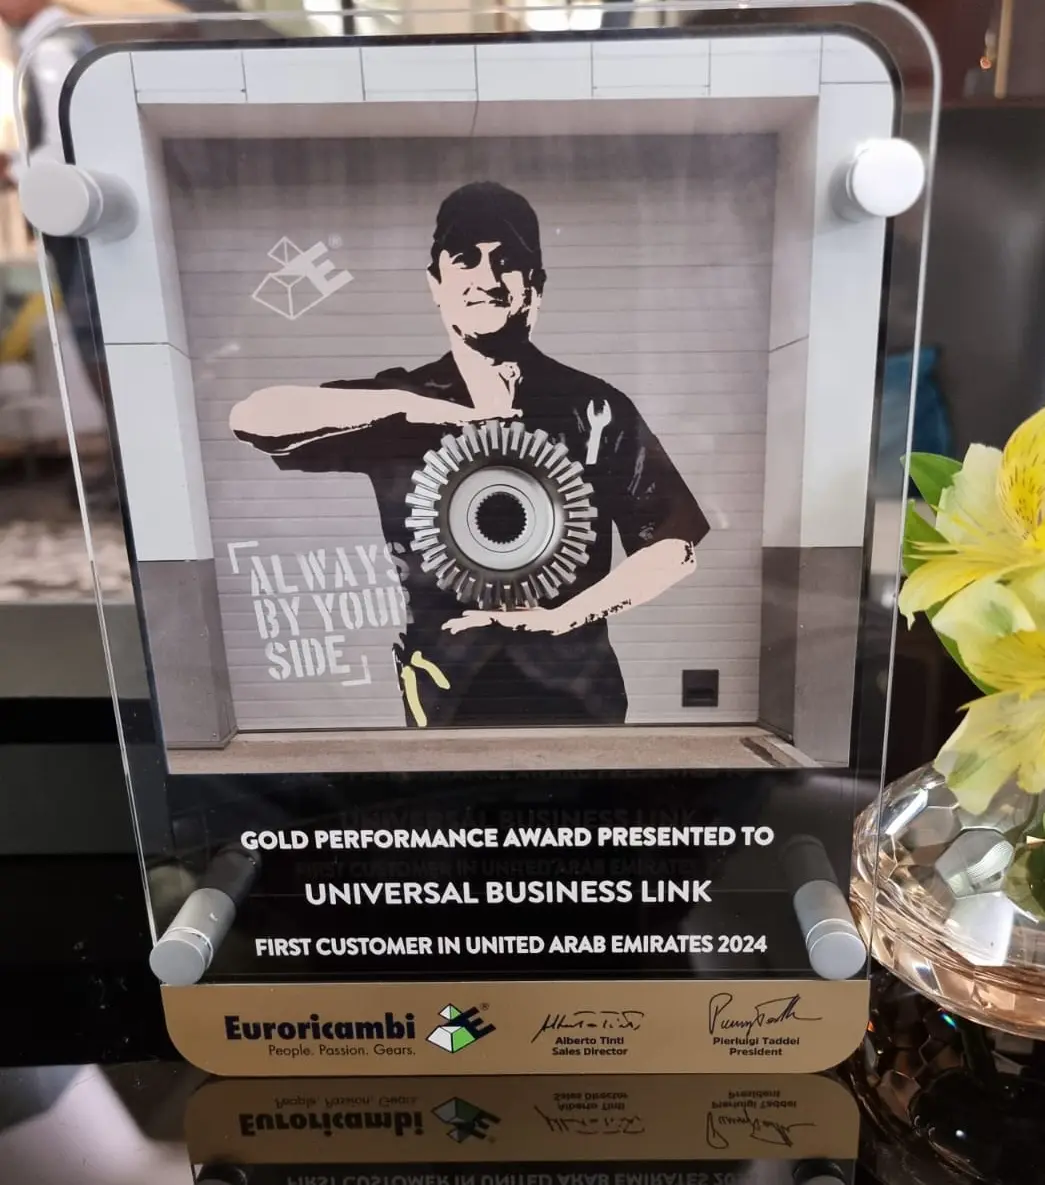 ALWAYS
BY YOUR
SIDE
GOLD PERFORMANCE AWARD PRESENTED TO
UNIVERSAL BUSINESS LINK
FIRST CUSTOMER IN UNITED ARAB EMIRATES 2024
Euroricambi ®
People. Passion. Gears.
Alberto Tinti
Sales Director
Pierluigi Taddei
President